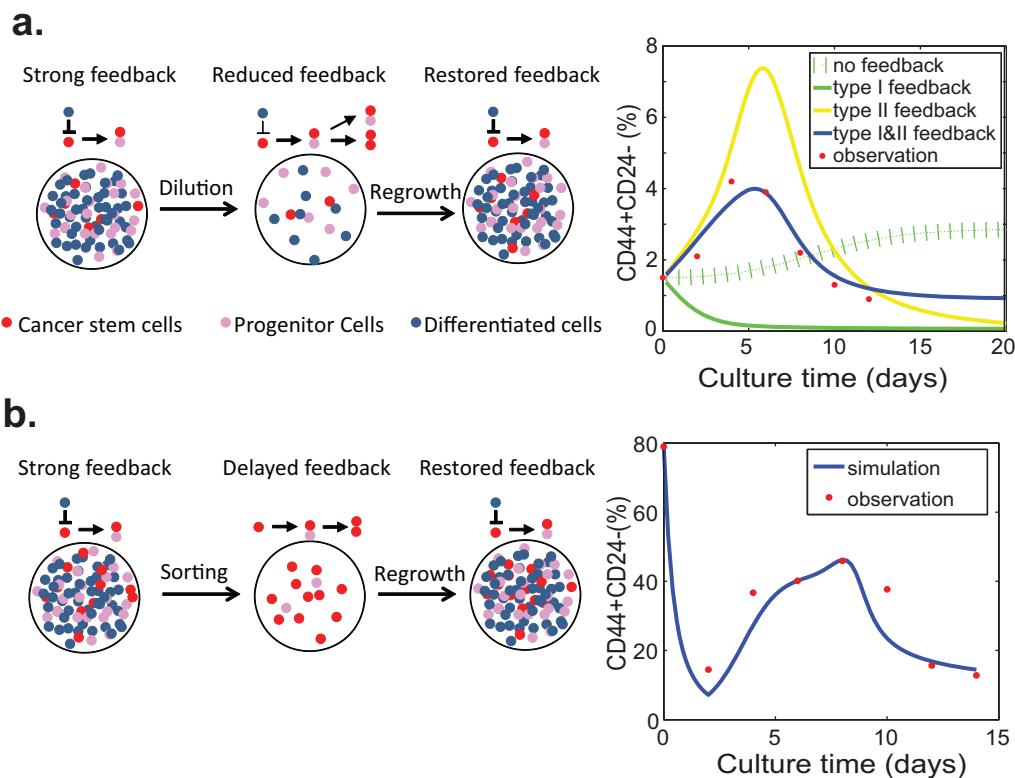 a.
Strong feedback
Reduced feedback
Restored feedback
Dilution
Regrowth
Cancer stem cells
Progenitor Cells
Differentiated cells
8
6
4
2
0
CD44+CD24- (%)
no feedback
type I feedback
type II feedback
type I&II feedback
observation
0
5
10
15
20
Culture time (days)
b.
Strong feedback
Delayed feedback
Restored feedback
Sorting
Regrowth
80
60
40
20
0
CD44+CD24-(%)
simulation
observation
0
5
10
15
Culture time (days)